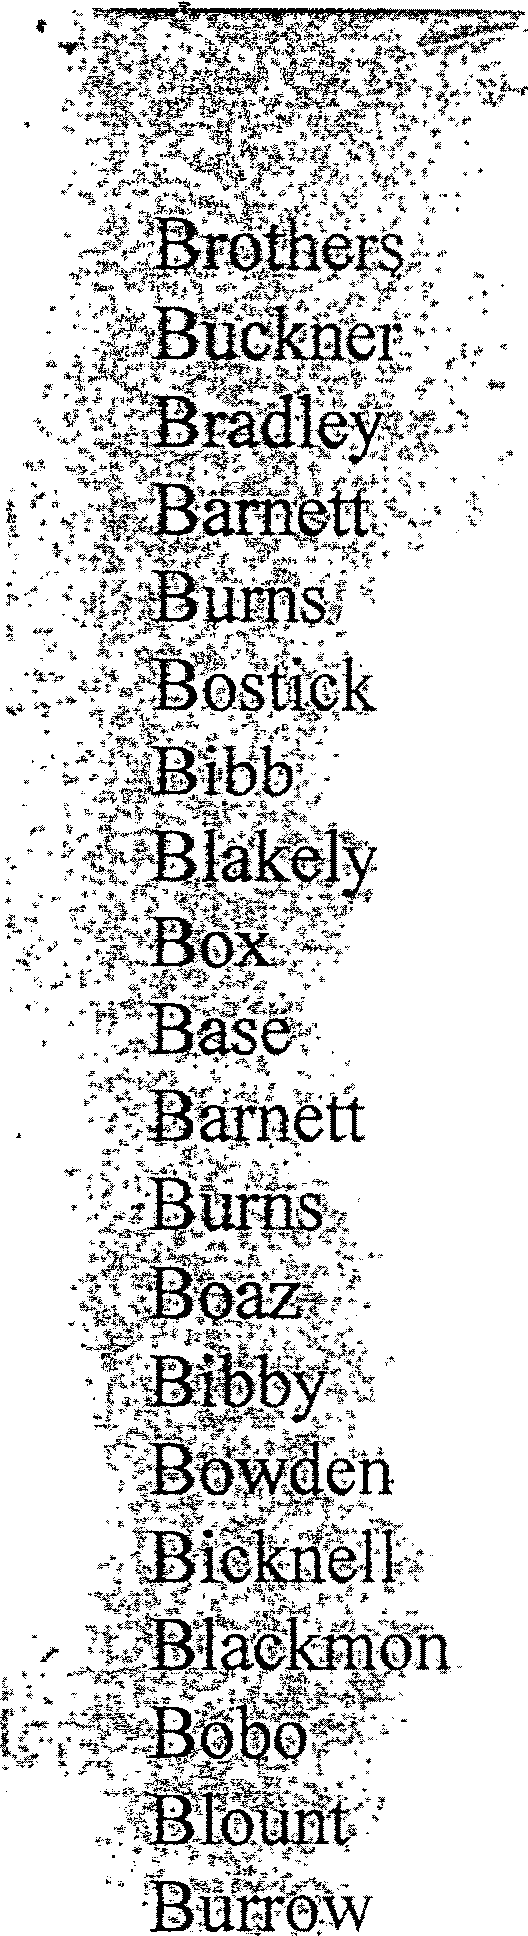 Brothers
Buckner
Bradley
Barnett
Burns
Bostick
Bibb
Blakely
Box
Base
Barnett
Burns
Boaz
Bibby
Bowden
Bicknell
Blackmon
Bobo
Blount
Burrow